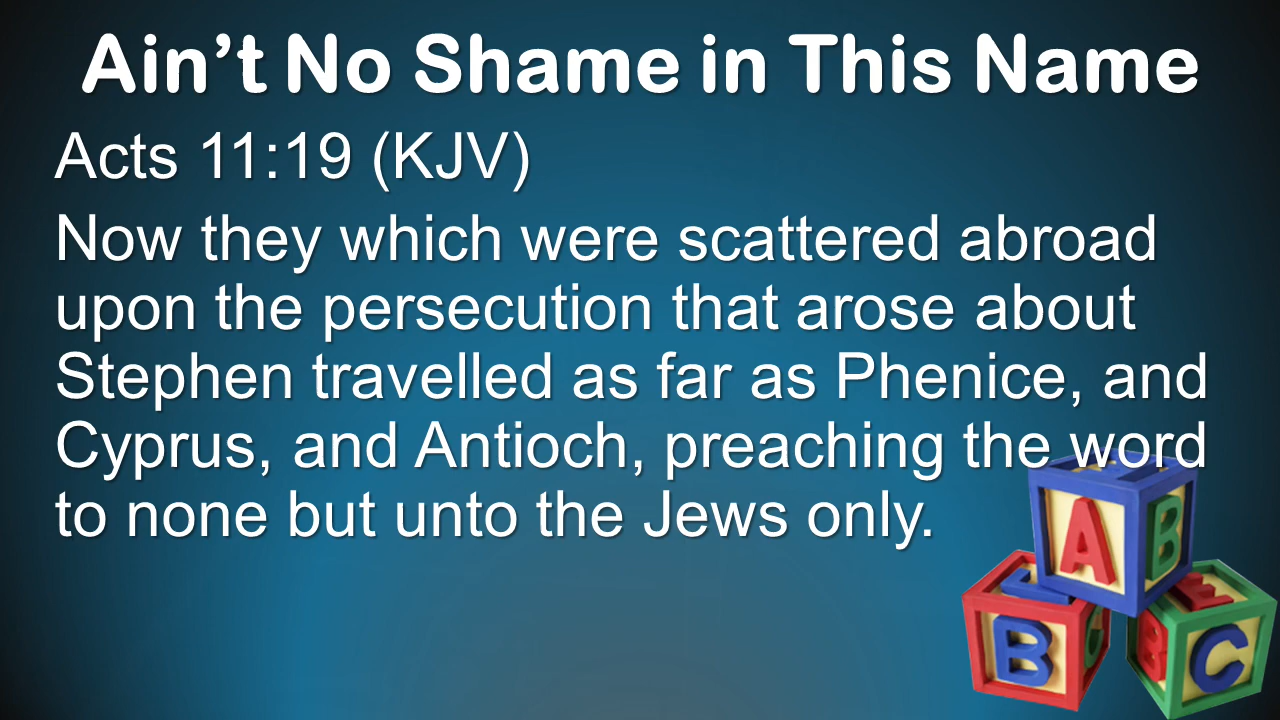 Ain’t No Shame in This Name
Acts 11:19 (KJV)
Now they which were scattered abroad
upon the persecution that arose about
Stephen travelled as far as Phenice, and
Cyprus, and Antioch, preaching the word
to none but unto the Jews only.
A B
B C
B E C